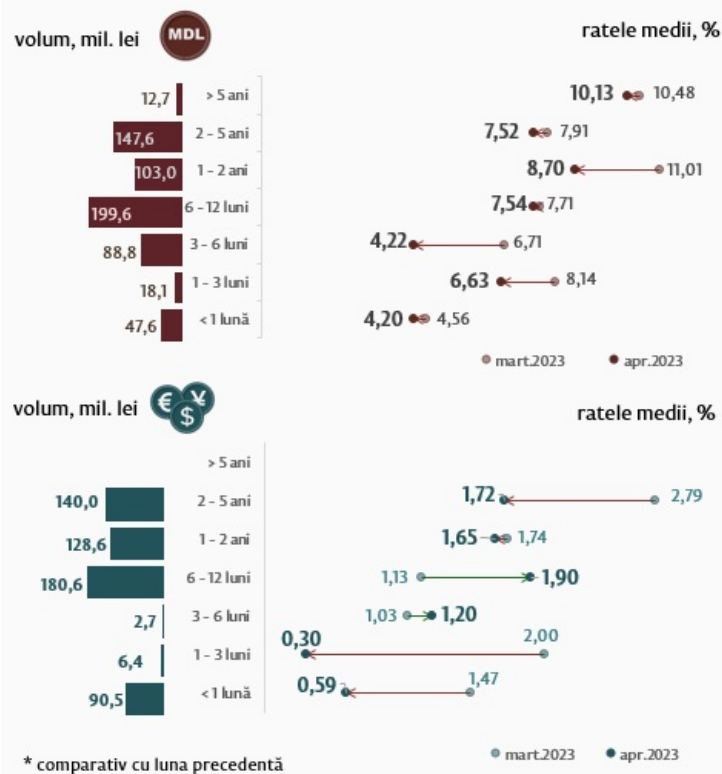 volum, mil. lei MDL ratele medii, %
12,7 > 5 ani 10,13 10,48
147,6 2 - 5 ani 7,52 7,91
103,0 1 - 2 ani 8,70 11,01
199,6 6 - 12 luni 7,54 7,71
88,8 3 - 6 luni 4,22 6,71
18,1 1 - 3 luni 6,63 8,14
47,6 < 1 lună 4,20 4,56
mart.2023 apr.2023
volum, mil. lei € ¥ $ ratele medii, %
> 5 ani
140,0 2 - 5 ani 1,72 2,79
128,6 1 - 2 ani 1,65 1,74
180,6 6 - 12 luni 1,13 1,90
2,7 3 - 6 luni 1,03 1,20
6,4 1 - 3 luni 0,30 2,00
90,5 < 1 lună 0,59 1,47
mart.2023 apr.2023
* comparativ cu luna precedentă